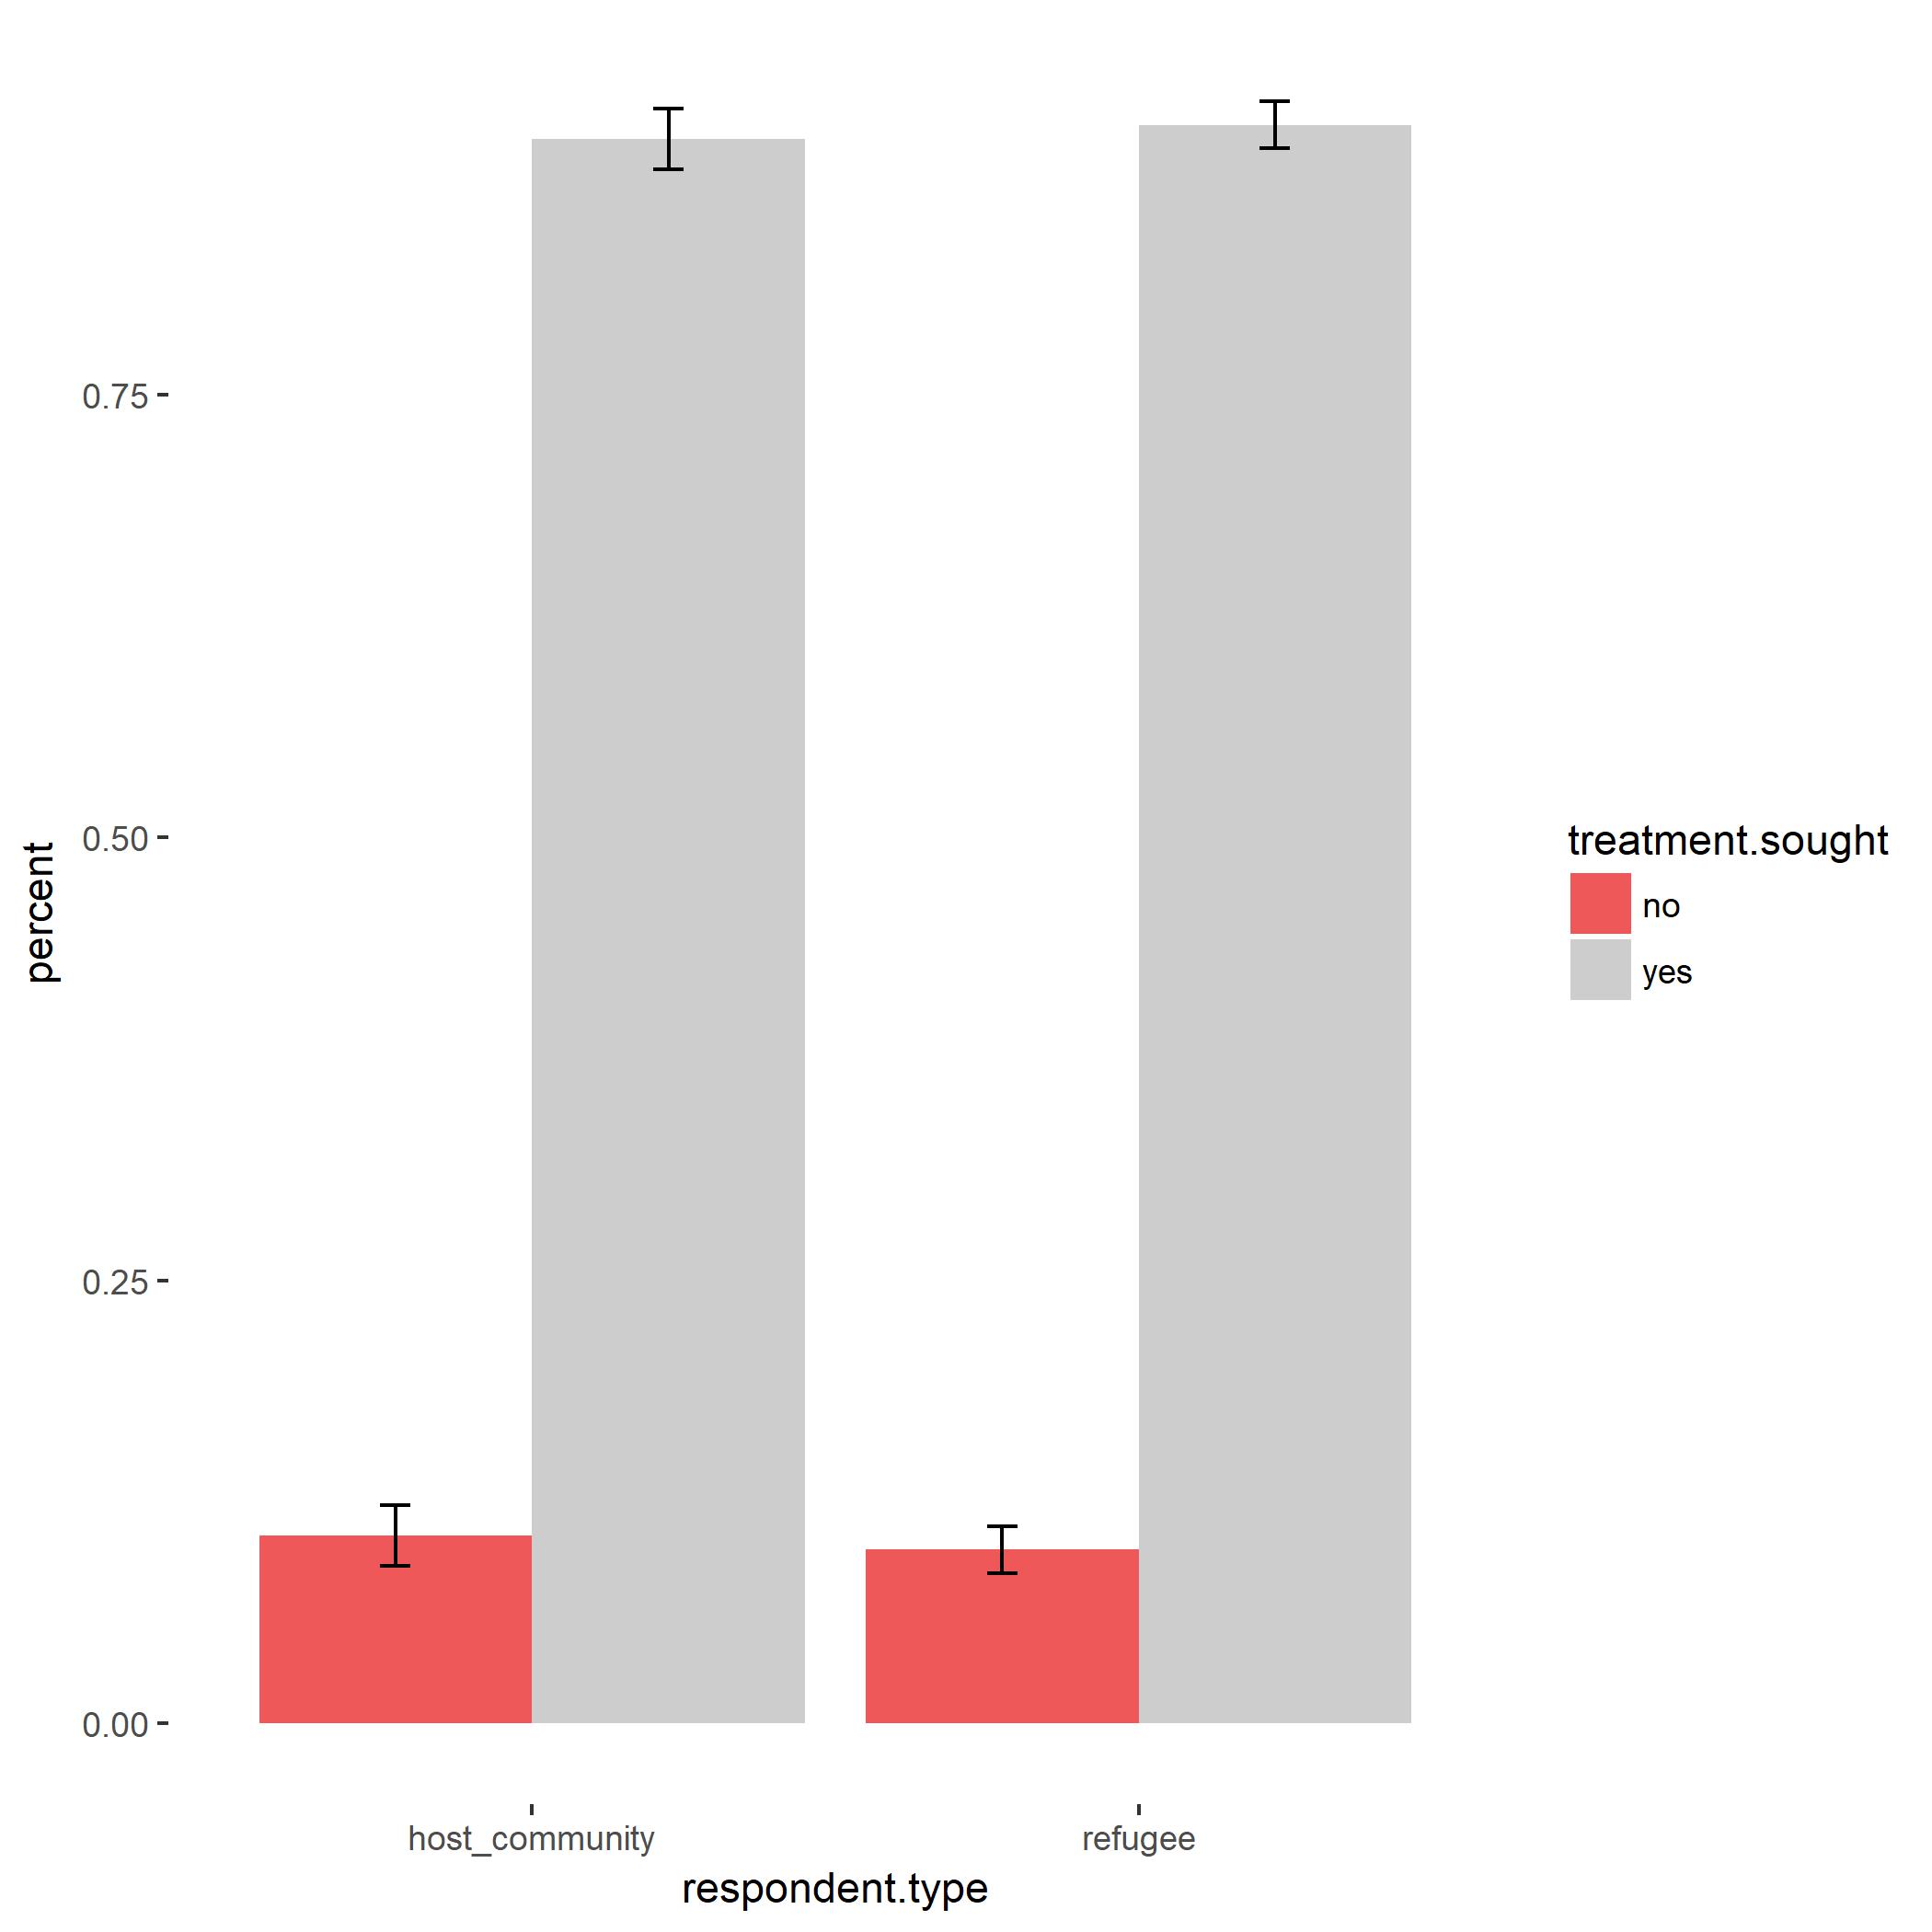 percent
0.75
0.50
0.25
0.00
host_community
refugee
respondent.type
treatment.sought
no
yes